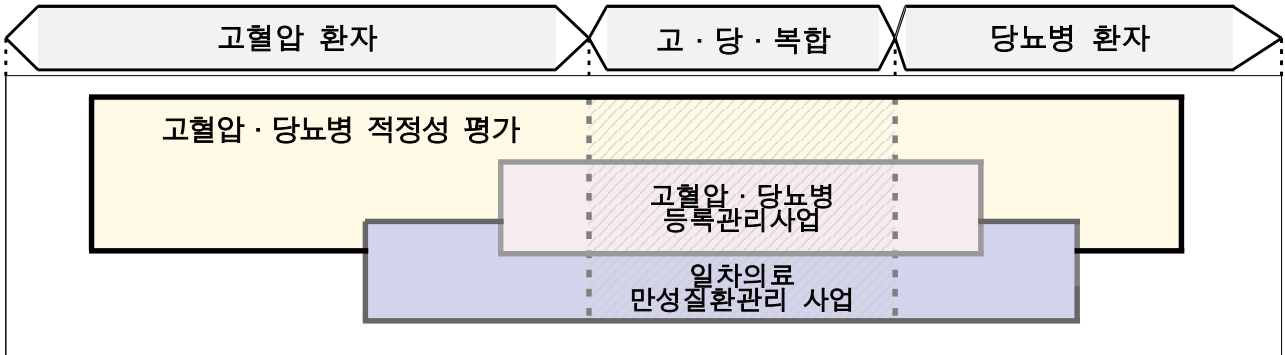 고혈압 환자
고 · 당 · 복합
당뇨병 환자
고혈압 · 당뇨병 적정성 평가
고혈압 · 당뇨병
등록관리사업
일차의료
만성질환관리 사업